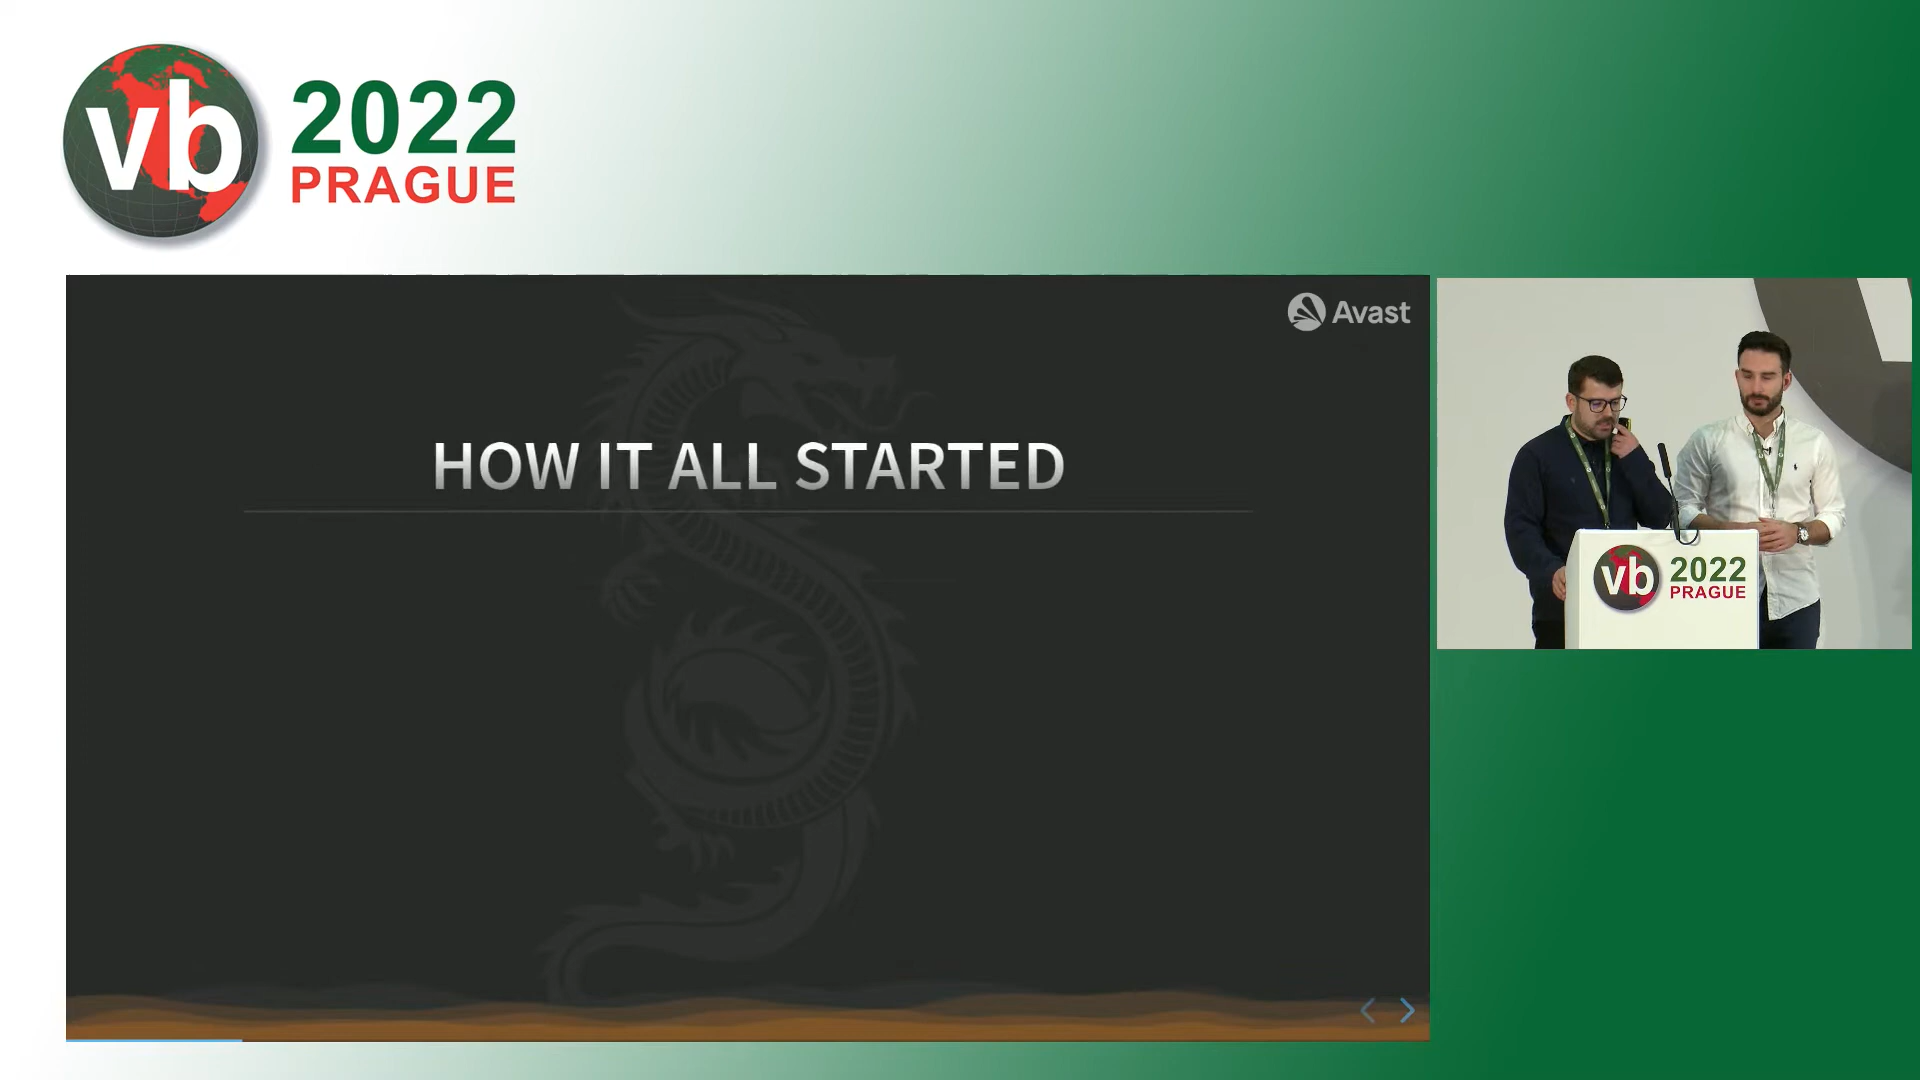 vb
2022
PRAGUE
Avast
HOW IT ALL STARTED
vb
2022
PRAGUE